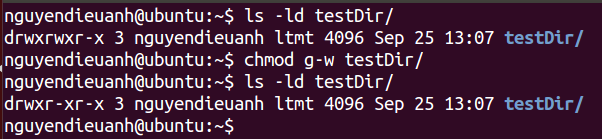 nguyendieuanh@ubuntu:~$ ls -ld testDir/
drwxrwxr-x 3 nguyendieuanh ltmt 4096 Sep 25 13:07 testDir/
nguyendieuanh@ubuntu:~$ chmod g-w testDir/
nguyendieuanh@ubuntu:~$ ls -ld testDir/
drwxr-xr-x 3 nguyendieuanh ltmt 4096 Sep 25 13:07 testDir/
nguyendieuanh@ubuntu:~$